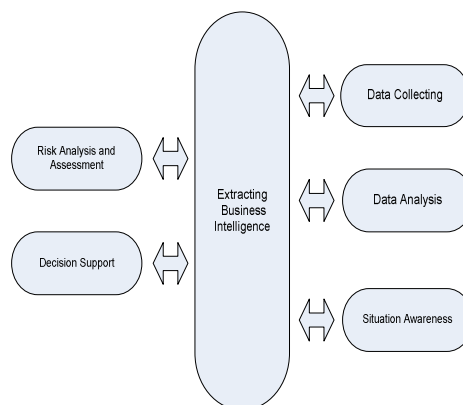 Risk Analysis and
Assessment
Decision Support
Extracting
Business
Intelligence
Data Collecting
Data Analysis
Situation Awareness